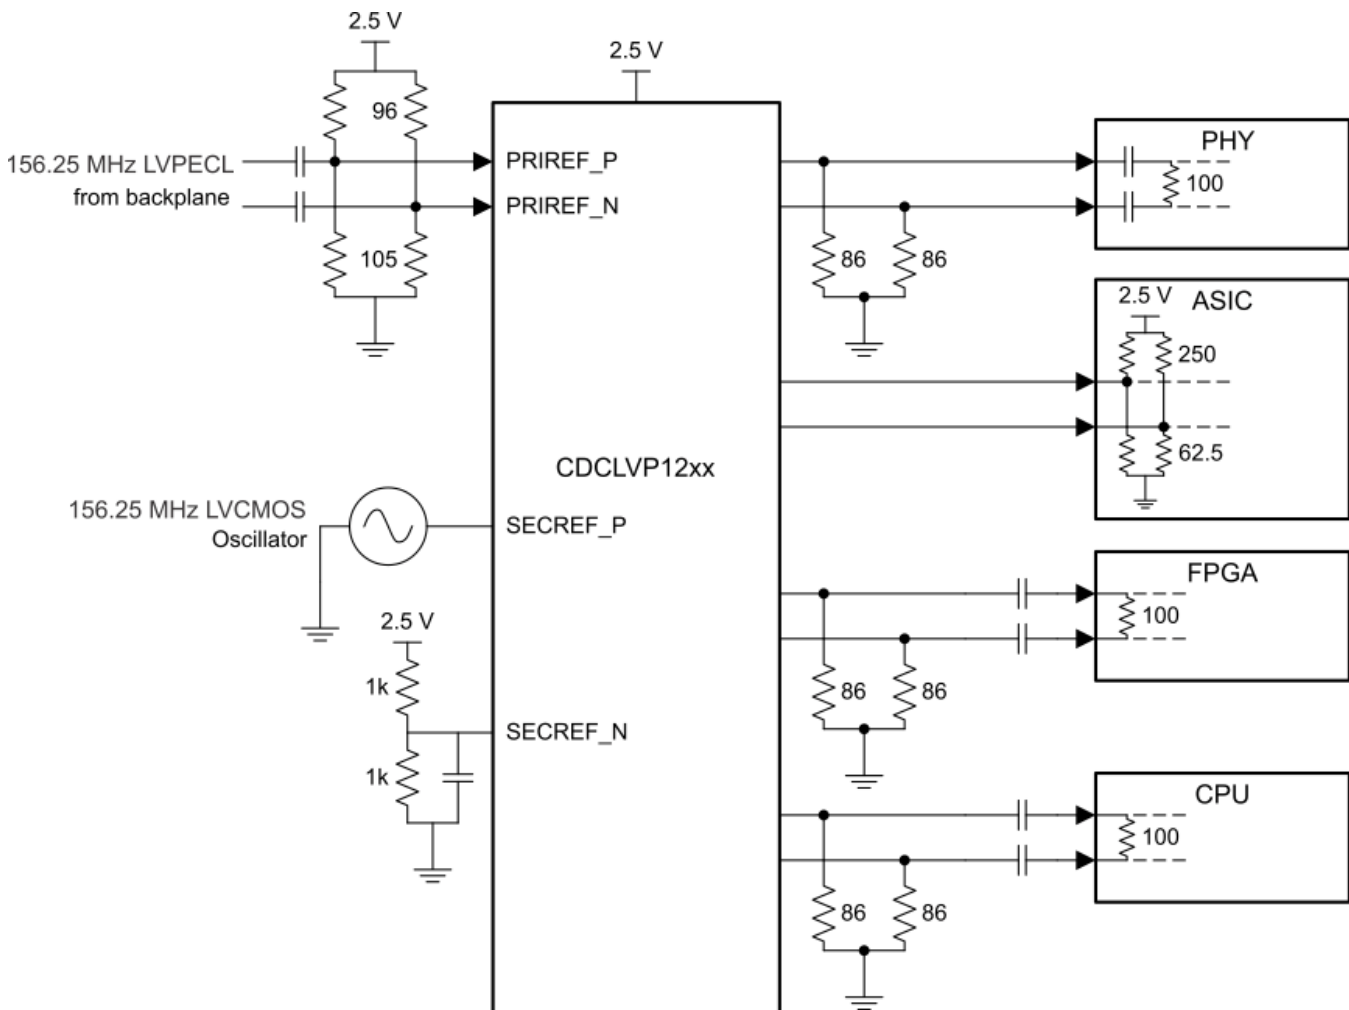 2.5 V
2.5 V
96
156.25 MHz LVPECL
from backplane
105
PRIREF_P
PRIREF_N
PHY
100
86
86
2.5 V
ASIC
250
62.5
CDCLVP12xx
156.25 MHz LVCMOS
Oscillator
SECREF_P
2.5 V
1k
1k
SECREF_N
FPGA
100
86
86
CPU
100
86
86